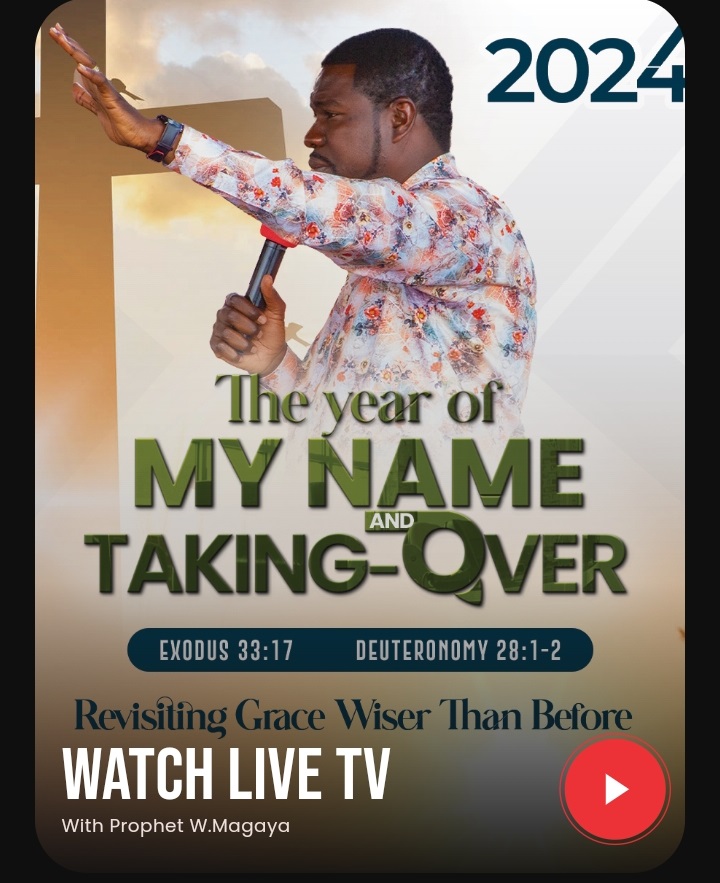 2024
The year of
MY NAME
AND
TAKING-OVER
EXODUS 33:17 DEUTERONOMY 28:1-2
Revisiting Grace Wiser Than Before
WATCH LIVE TV
With Prophet W.Magaya